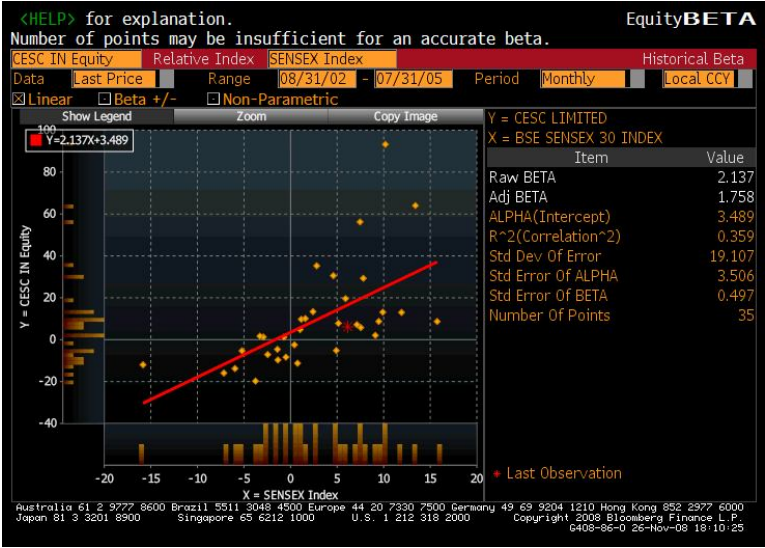 <HELP> for explanation. EquityBETA
Number of points may be insufficient for an accurate beta.
CESC IN Equity Relative Index SENSEX Index Historical Beta
Data Last Price Range 08/31/02 - 07/31/05 Period Monthly Local CCY
Linear Beta +/- Non-Parametric
Show Legend Zoom Copy Image
Y = CESC LIMITED
X = BSE SENSEX 30 INDEX
Item Value
Raw BETA 2.137
Adj BETA 1.758
ALPHA(Intercept) 3.489
R^2(Correlation^2) 0.359
Std Dev Of Error 19.107
Std Error Of ALPHA 3.506
Std Error Of BETA 0.497
Number Of Points 35
* Last Observation
100
Y=2.137X+3.489
80
60
40
20
0
-20
-40
Y = CESC IN Equity
-20 -15 -10 -5 0 5 10 15 20
X = SENSEX Index
Australia 61 2 9777 8600 Brazil 5511 3048 4500 Europe 44 20 7330 7500 Germany 49 69 9204 1210 Hong Kong 852 2977 6000
Japan 81 3 3201 8900 Singapore 65 6212 1000 U.S. 1 212 318 2000 Copyright 2008 Bloomberg Finance L.P.
G408-86-0 26-Nov-08 18:10:25